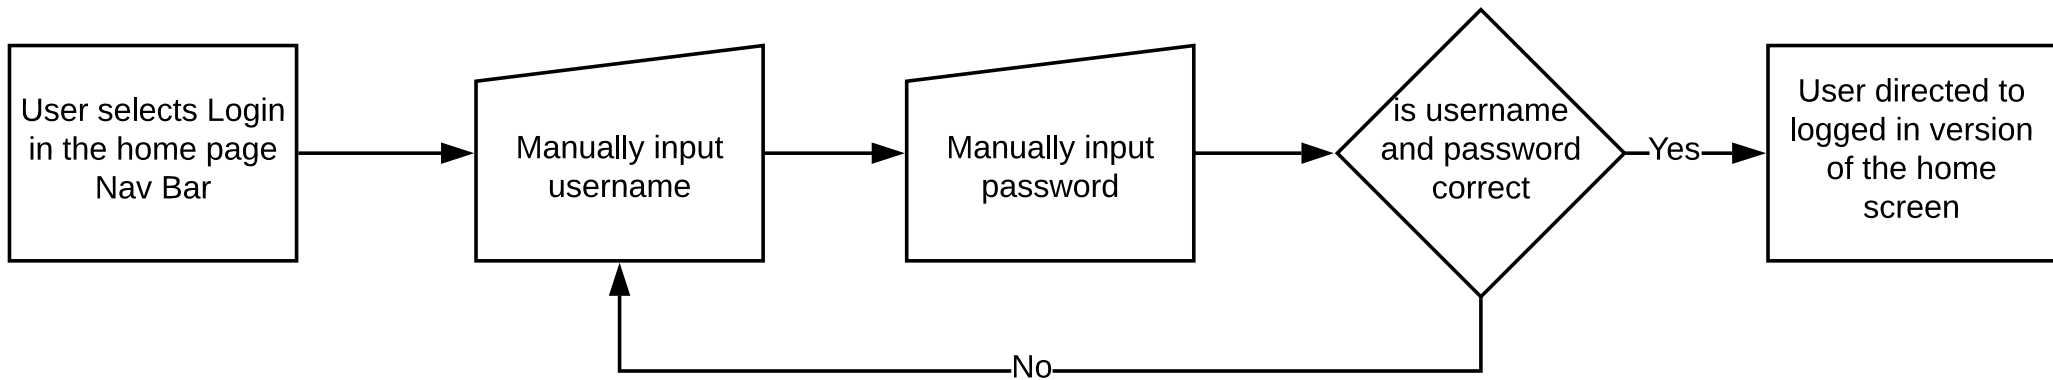 User selects Login
in the home page
Nav Bar
Manually input
username
Manually input
password
is username
and password
correct
Yes
User directed to
logged in version
of the home
screen
No